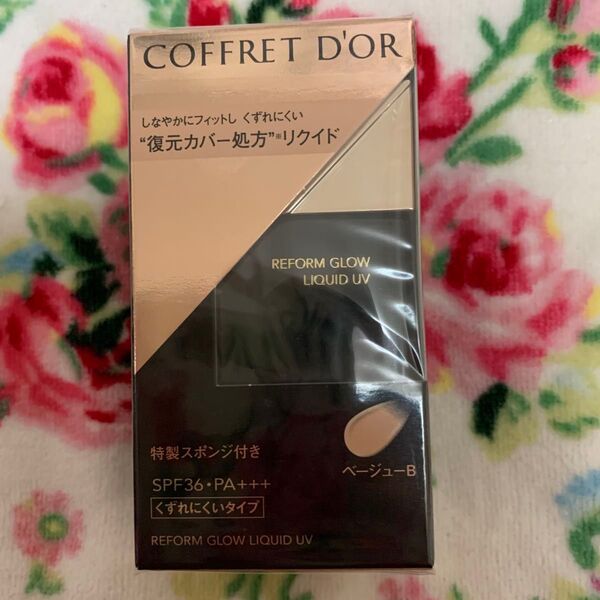 COFFRET D'OR
しなやかにフィットし くずれにくい
“復元カバー処方”※リクイド
REFORM GLOW
LIQUID UV
特製スポンジ付き
ベージューB
SPF36・PA+++
くずれにくいタイプ
REFORM GLOW LIQUID UV